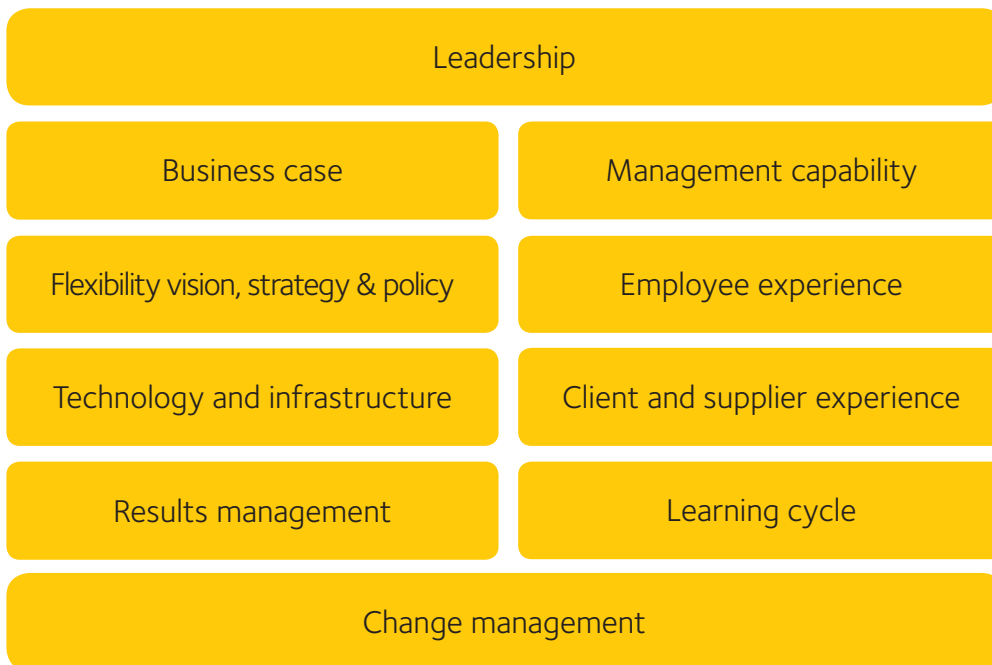 Leadership
Business case
Management capability
Flexibility vision, strategy & policy
Employee experience
Technology and infrastructure
Client and supplier experience
Results management
Learning cycle
Change management